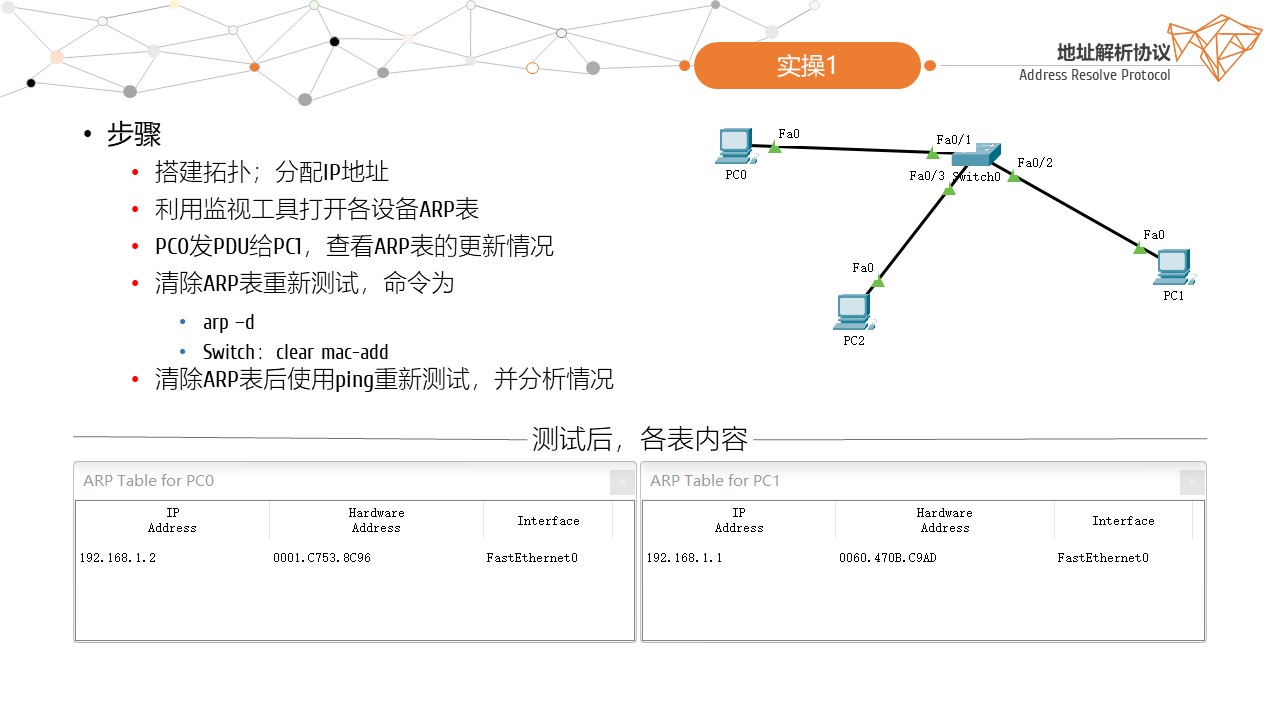 实操1
地址解析协议
Address Resolve Protocol
• 步骤
• 搭建拓扑；分配IP地址
• 利用监视工具打开各设备ARP表
• PC0发PDU给PC1，查看ARP表的更新情况
• 清除ARP表重新测试，命令为
• arp –d
• Switch：clear mac-add
• 清除ARP表后使用ping重新测试，并分析情况
Fa0
PC0
Fa0/1
Fa0/2
Fa0/3
Switch0
Fa0
PC1
Fa0
PC2
测试后，各表内容
ARP Table for PC0
IP Address
Hardware Address
Interface
192.168.1.2
0001.C753.8C96
FastEthernet0
ARP Table for PC1
IP Address
Hardware Address
Interface
192.168.1.1
0060.470B.C9AD
FastEthernet0